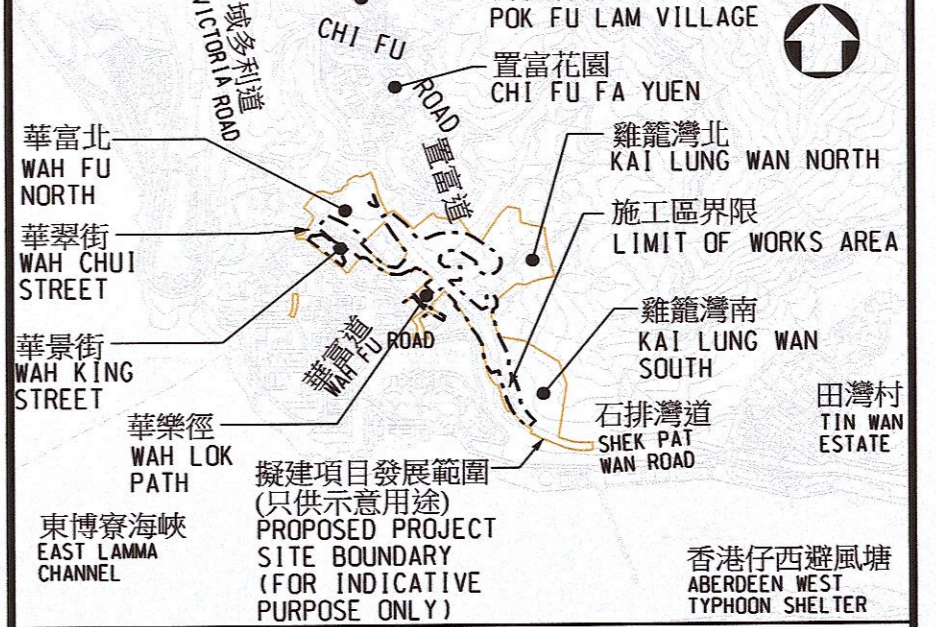 POK FU LAM VILLAGE
域多利道
VICTORIA ROAD
CHI FU ROAD
置富道
置富花園
CHI FU FA YUEN
華富北
WAH FU
NORTH
雞籠灣北
KAI LUNG WAN NORTH
華翠街
WAH CHUI
STREET
施工區界限
LIMIT OF WORKS AREA
華景街
WAH KING
STREET
華富道
WAH FU ROAD
雞籠灣南
KAI LUNG WAN
SOUTH
華樂徑
WAH LOK
PATH
石排灣道
SHEK PAT
WAN ROAD
田灣村
TIN WAN
ESTATE
擬建項目發展範圍
(只供示意用途)
PROPOSED PROJECT
SITE BOUNDARY
(FOR INDICATIVE
PURPOSE ONLY)
東博寮海峽
EAST LAMMA
CHANNEL
香港仔西避風塘
ABERDEEN WEST
TYPHOON SHELTER